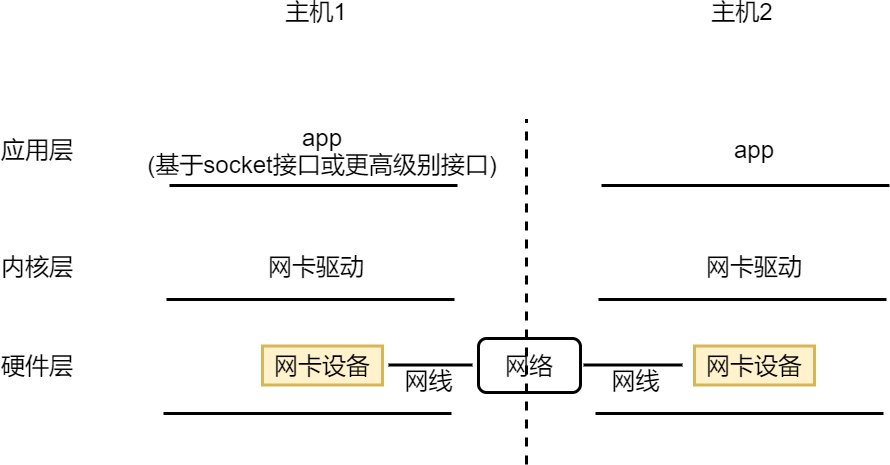 主机1
主机2
应用层
app
(基于socket接口或更高级别接口)
app
内核层
网卡驱动
网卡驱动
硬件层
网卡设备
网线
网络
网线
网卡设备